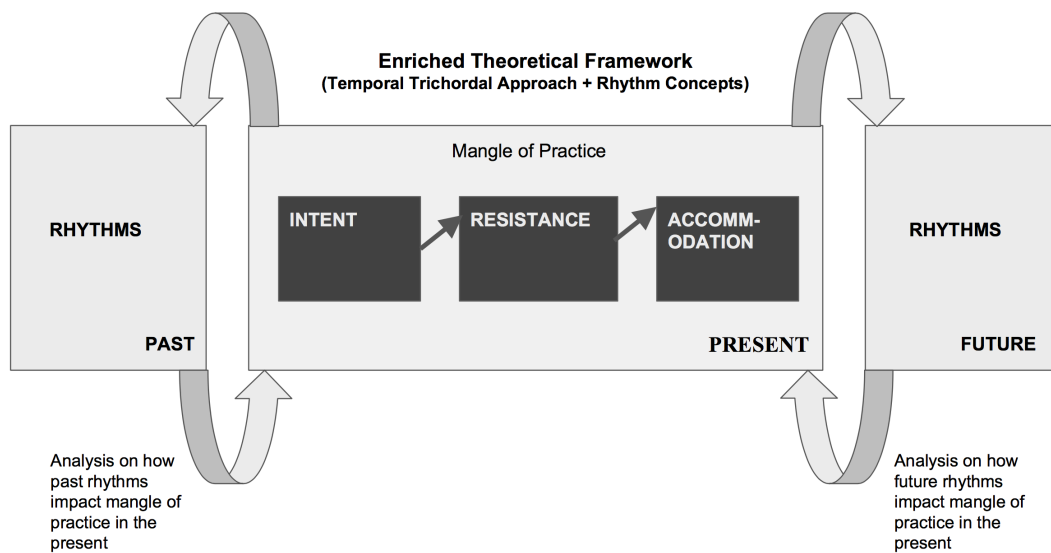 Enriched Theoretical Framework
(Temporal Trichordal Approach + Rhythm Concepts)
Mangle of Practice
RHYTHMS
PAST
INTENT
RESISTANCE
ACCOMM-
ODATION
PRESENT
RHYTHMS
FUTURE
Analysis on how
past rhythms
impact mangle of
practice in the
present
Analysis on how
future rhythms
impact mangle of
practice in the
present